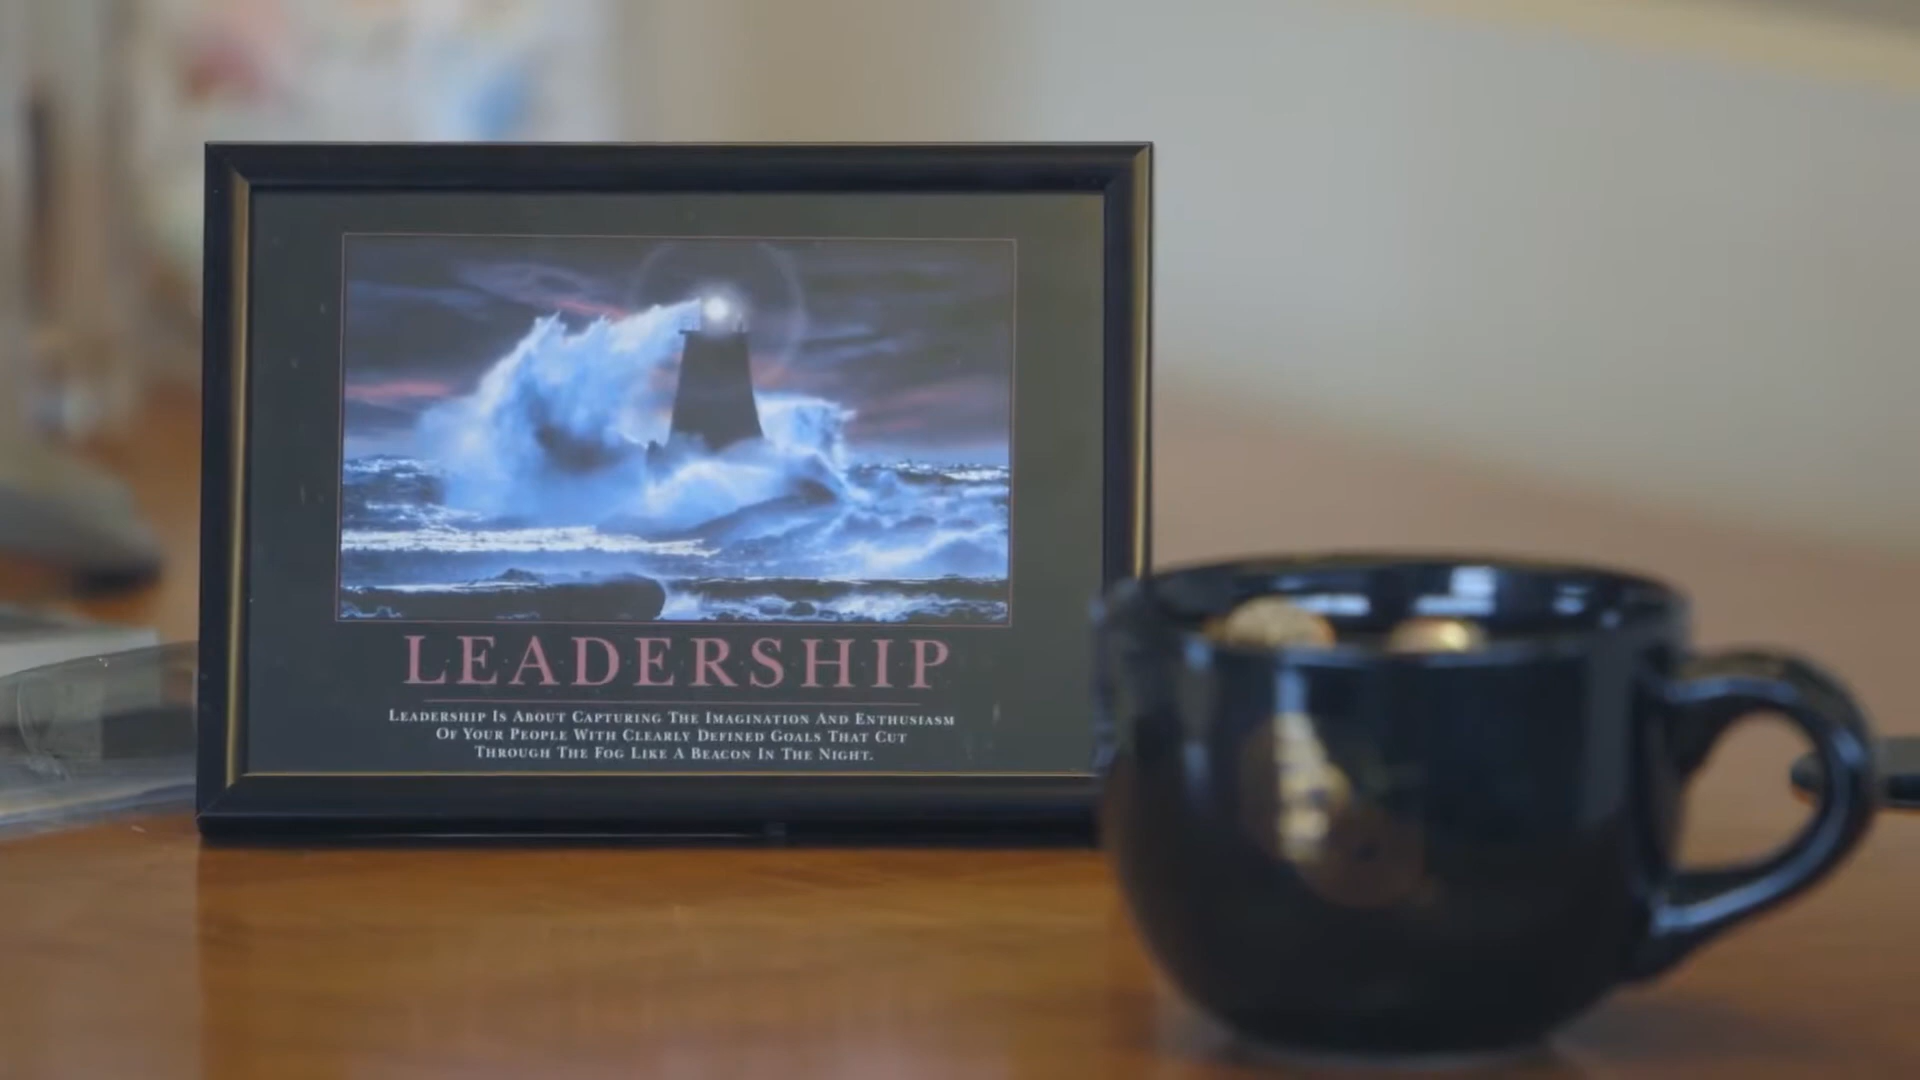 LEADERSHIP
LEADERSHIP IS ABOUT CAPTURING THE IMAGINATION AND ENTHUSIASM
OF YOUR PEOPLE WITH CLEARLY DEFINED GOALS THAT CUT
THROUGH THE FOG LIKE A BEACON IN THE NIGHT.